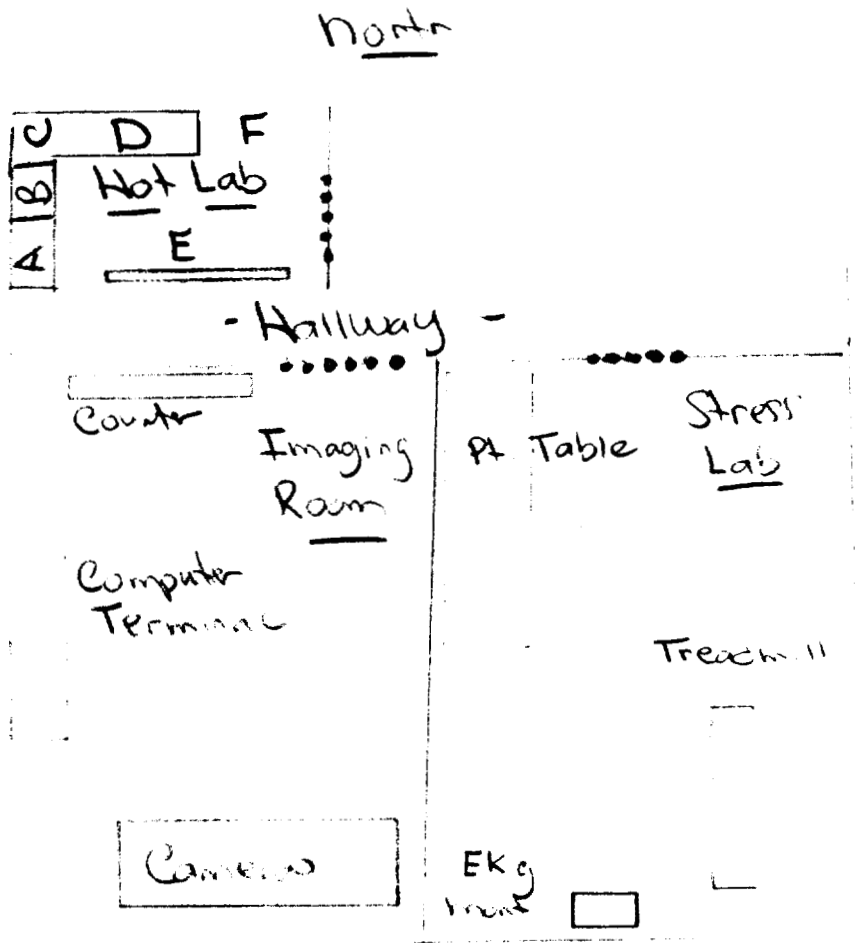 North
C D F
B Hot Lab
A E
- Hallway -
Counter
Imaging
Room
Pt Table
Stress
Lab
Computer
Terminal
Treadmill
Camera
EKg